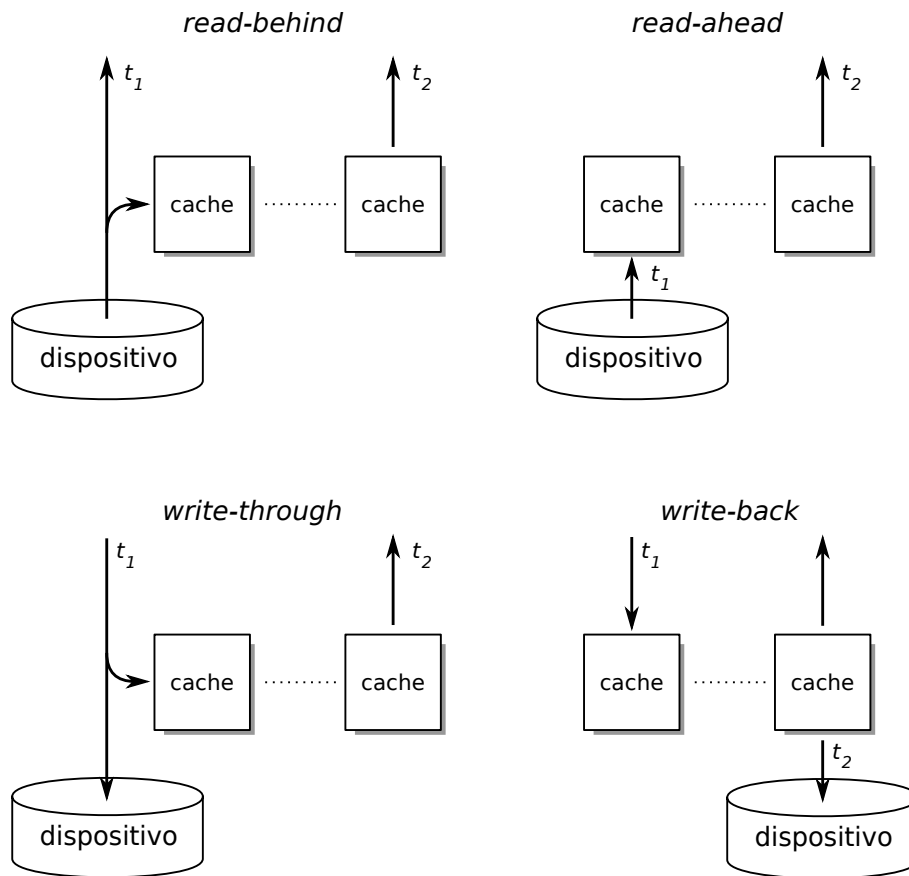 read-behind
t1
t2
cache
cache
dispositivo
read-ahead
t2
cache
cache
t1
dispositivo
write-through
t1
t2
cache
cache
dispositivo
write-back
t1
cache
cache
t2
dispositivo